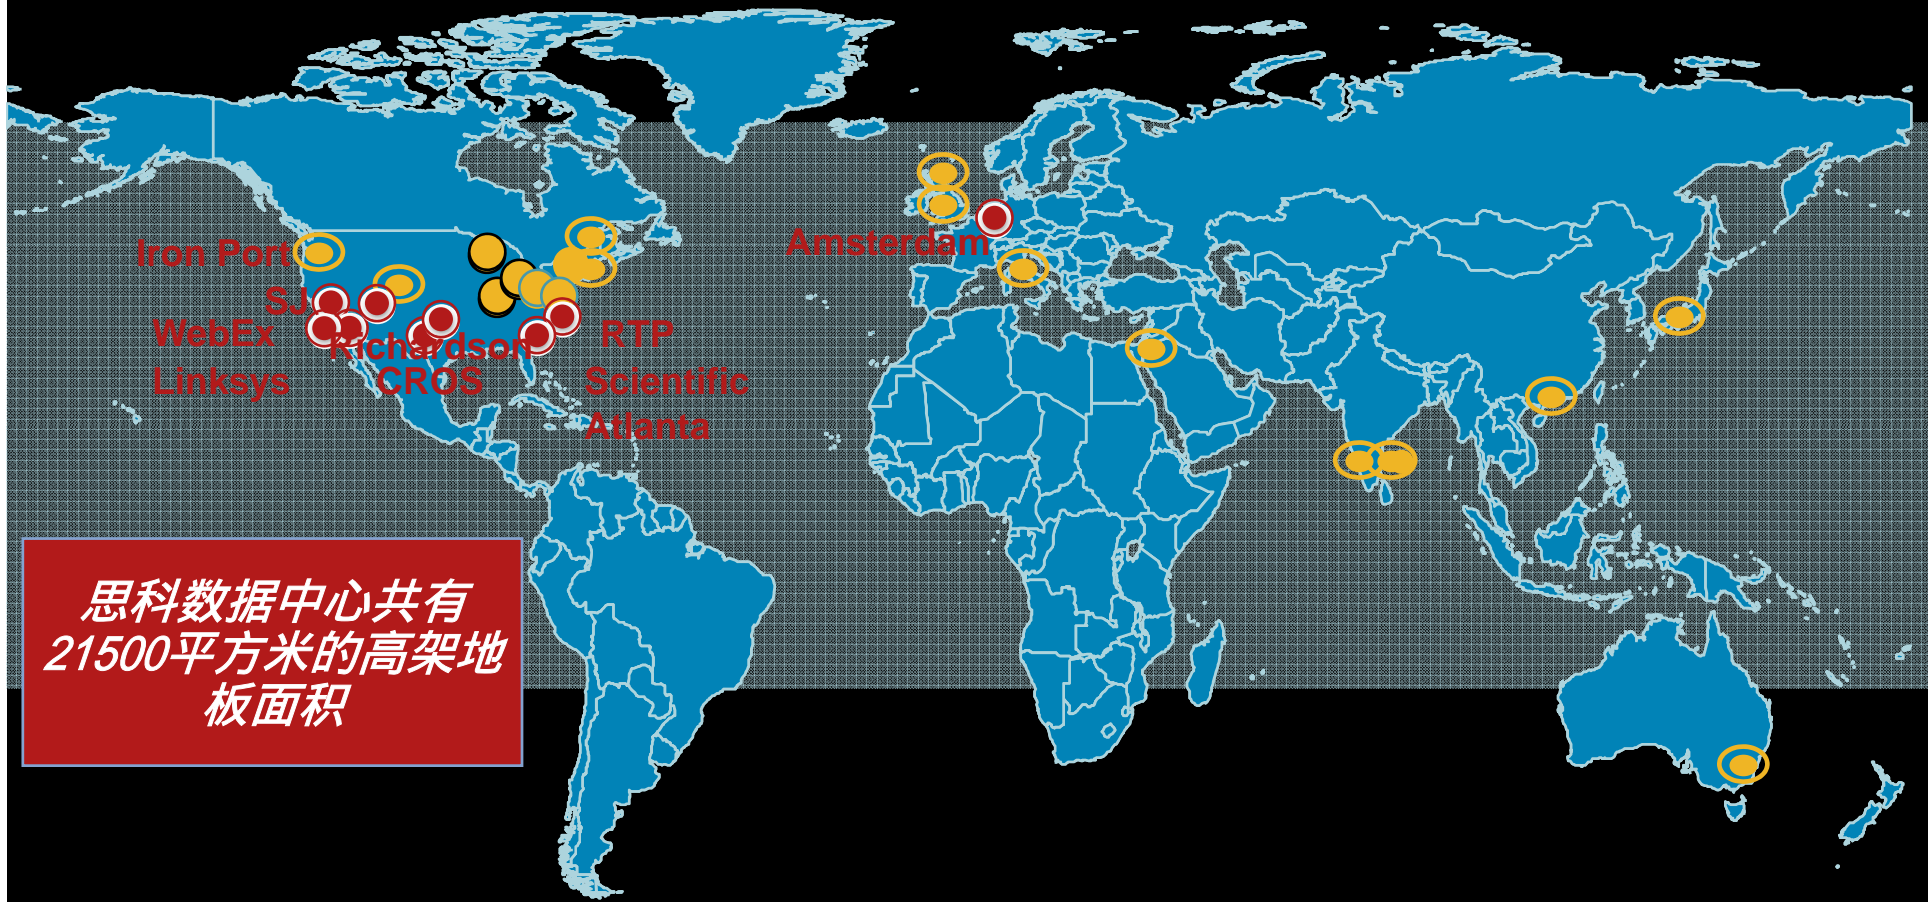 Iron Port
SJ
WebEx
Linksys
Richardson
CROS
RTP
Scientific
Atlanta
Amsterdam
思科数据中心共有
21500平方米的高架地
板面积